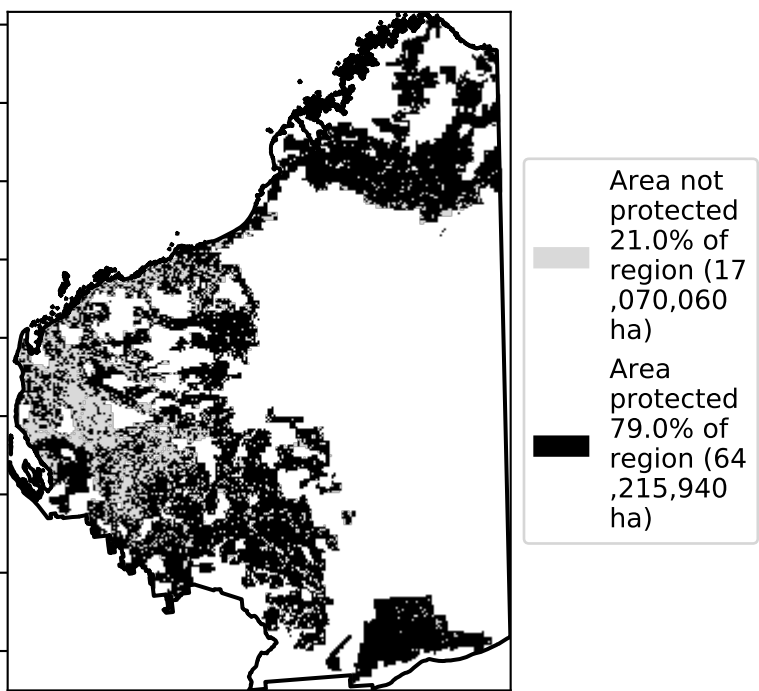 Area not
protected
21.0% of
region (17
,070,060
ha)
Area
protected
79.0% of
region (64
,215,940
ha)